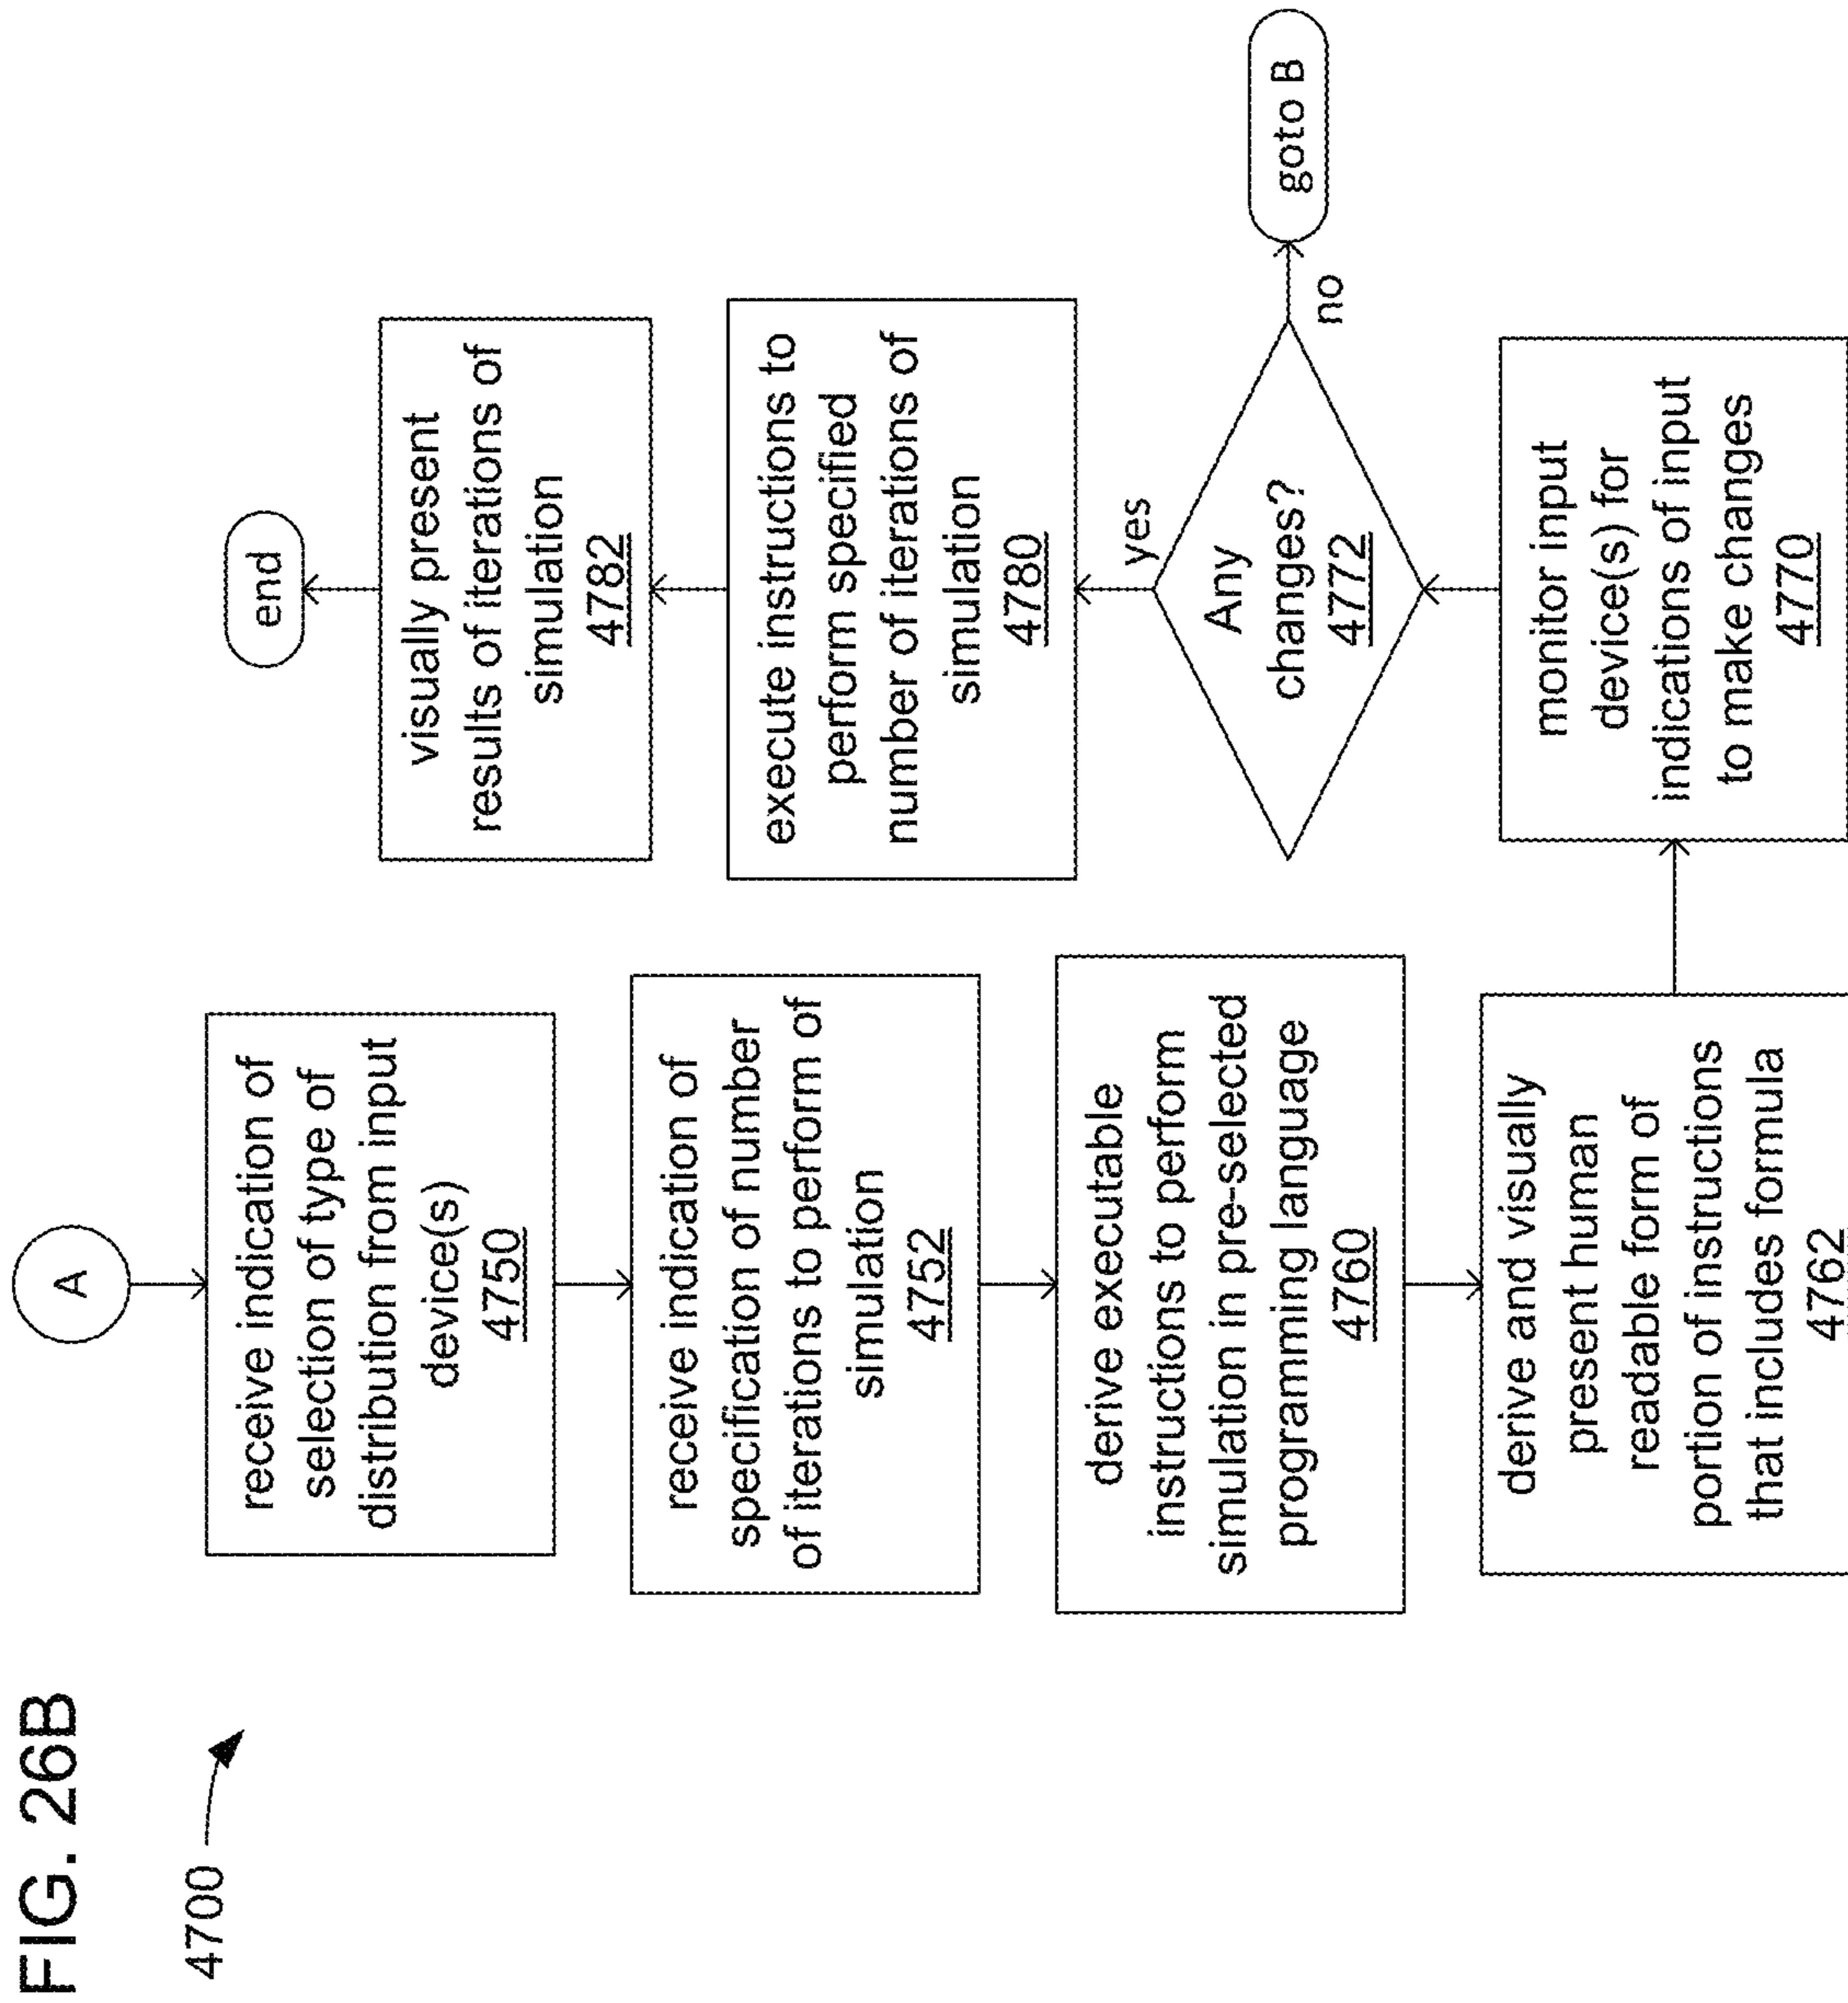 FIG. 26B
4700
A
receive indication of
selection of type of
distribution from input
device(s)
4750
receive indication of
specification of number
of iterations to perform of
simulation
4752
derive executable
instructions to perform
simulation in pre-selected
programming language
4760
derive and visually
present human
readable form of
portion of instructions
that includes formula
4762
monitor input
device(s) for
indications of input
to make changes
4770
Any
changes?
4772
no
goto B
yes
execute instructions to
perform specified
number of iterations of
simulation
4780
visually present
results of iterations of
simulation
4782
end